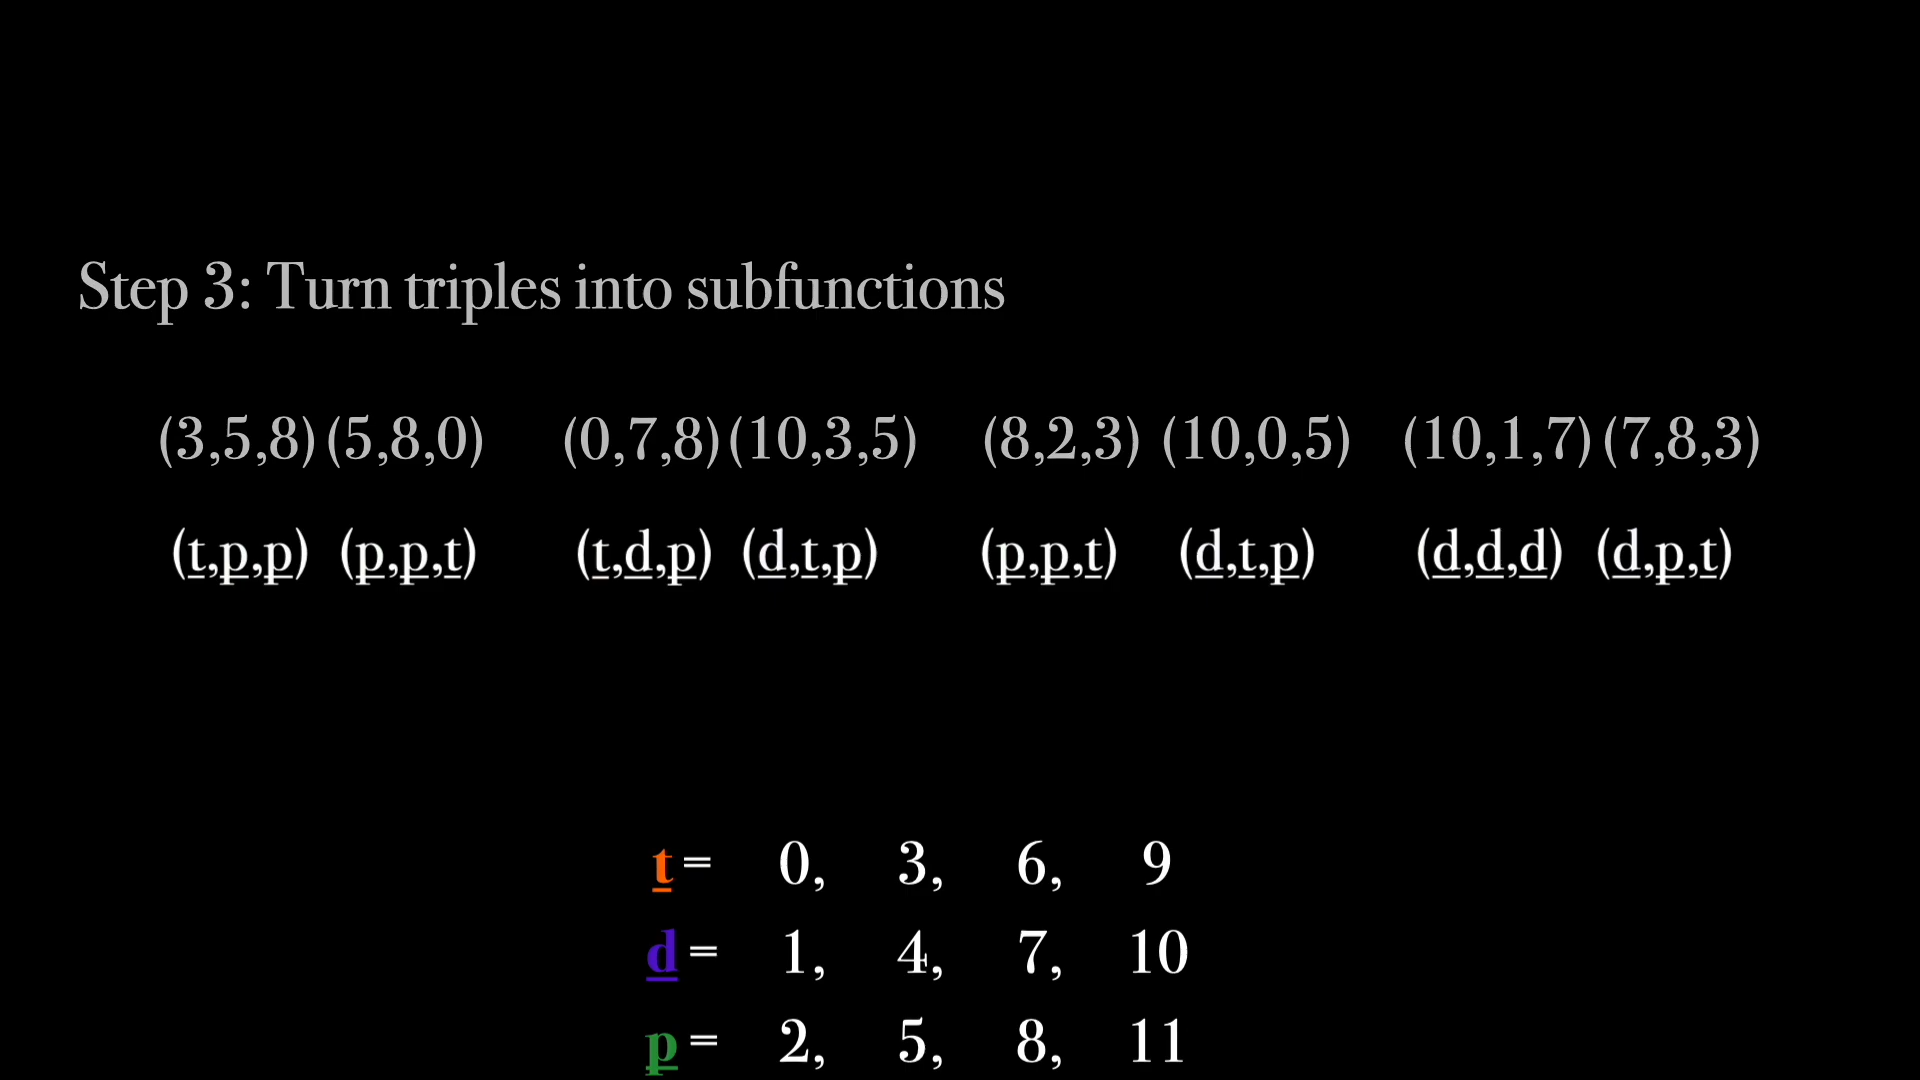 Step 3: Turn triples into subfunctions
(3,5,8) (5,8,0) (0,7,8) (10,3,5) (8,2,3) (10,0,5) (10,1,7) (7,8,3)
(t,p,p) (p,p,t) (t,d,p) (d,t,p) (p,p,t) (d,t,p) (d,d,d) (d,p,t)
t = 0, 3, 6, 9
d = 1, 4, 7, 10
p = 2, 5, 8, 11